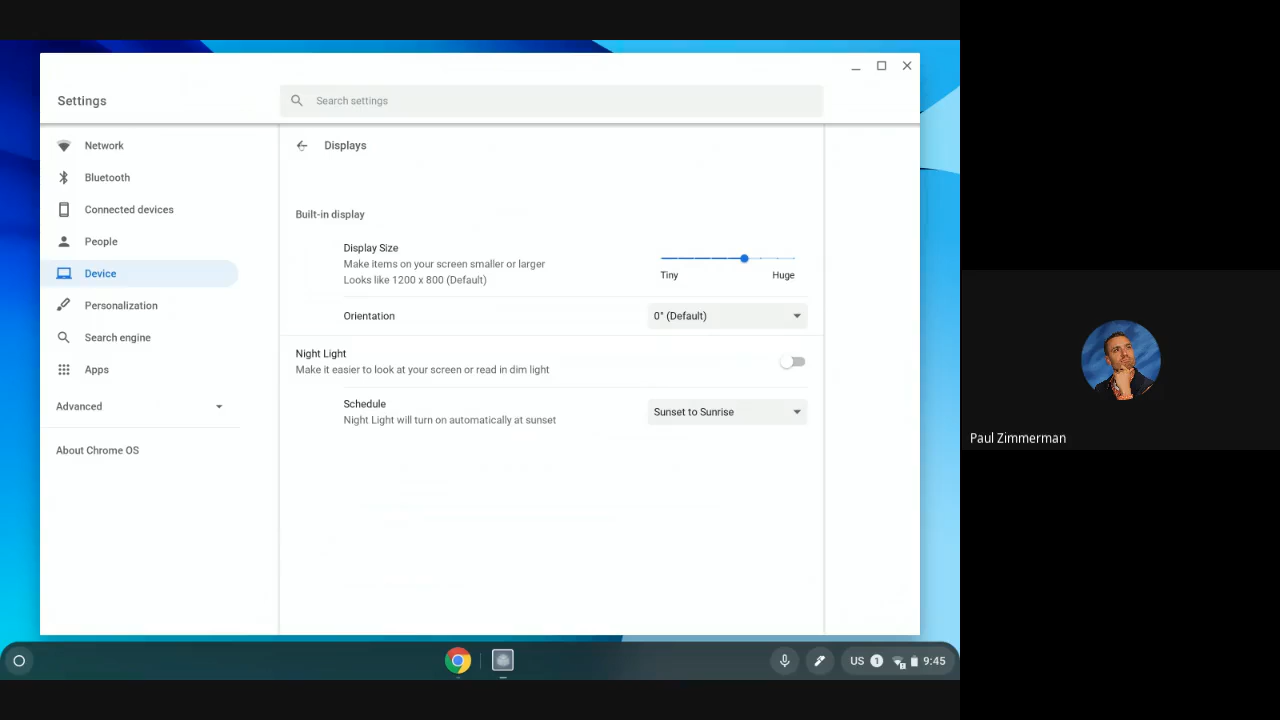 Settings
Search settings
Network
Bluetooth
Connected devices
People
Device
Personalization
Search engine
Apps
Advanced
About Chrome OS
Displays
Built-in display
Display Size
Make items on your screen smaller or larger
Looks like 1200 x 800 (Default)
Tiny
Huge
Orientation
0° (Default)
Night Light
Make it easier to look at your screen or read in dim light
Schedule
Night Light will turn on automatically at sunset
Sunset to Sunrise
US 1 9:45
Paul Zimmerman